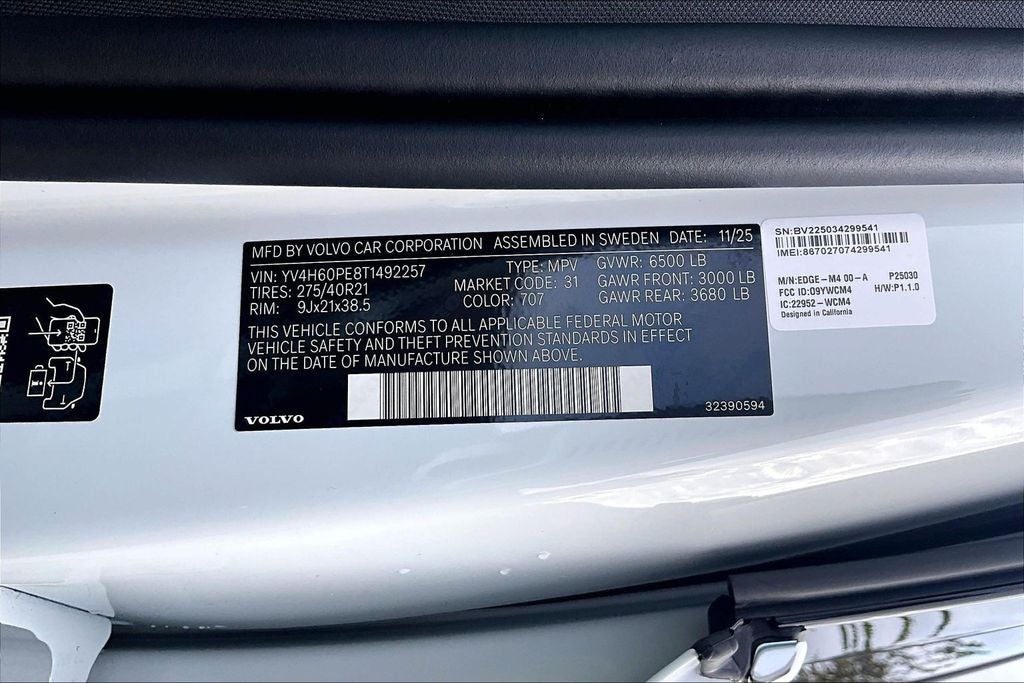 MFD BY VOLVO CAR CORPORATION ASSEMBLED IN SWEDEN DATE: 11/25
VIN: YV4H60PE8T1492257 TYPE: MPV GVWR: 6500 LB
TIRES: 275/40R21 MARKET CODE: 31 GAWR FRONT: 3000 LB
RIM: 9Jx21x38.5 COLOR: 707 GAWR REAR: 3680 LB
THIS VEHICLE CONFORMS TO ALL APPLICABLE FEDERAL MOTOR
VEHICLE SAFETY AND THEFT PREVENTION STANDARDS IN EFFECT
ON THE DATE OF MANUFACTURE SHOWN ABOVE.
VOLVO 32390594
SN:BV225034299541
IMEI:867027074299541
M/N:EDGE-M4 00-A P25030
FCC ID:09YWCM4 H/W:P1.1.0
IC:22952-WCM4
Designed in California